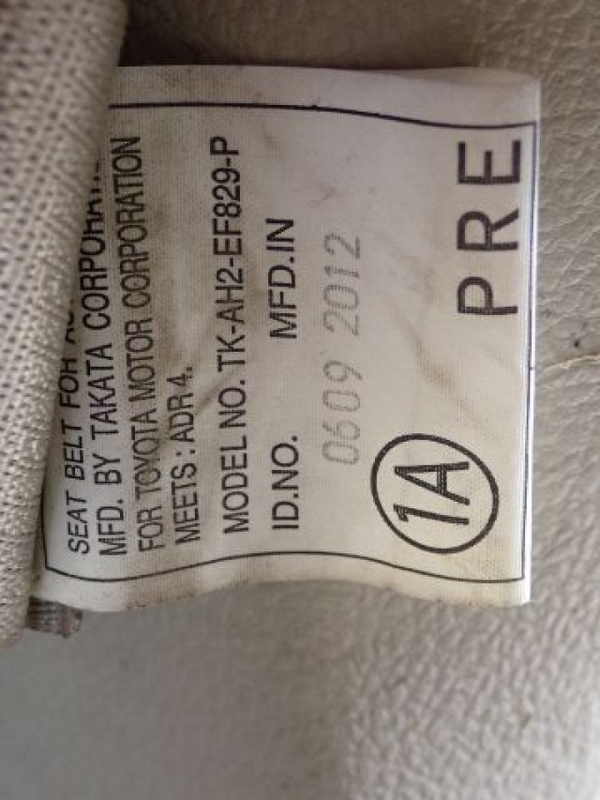 SEAT BELT FOR
MFD. BY TAKATA CORPORATI
FOR TOYOTA MOTOR CORPORATION
MEETS : ADR 4.
MODEL NO. TK-AH2-EF829-P
ID.NO. MFD.IN
0609 2012
1A PRE